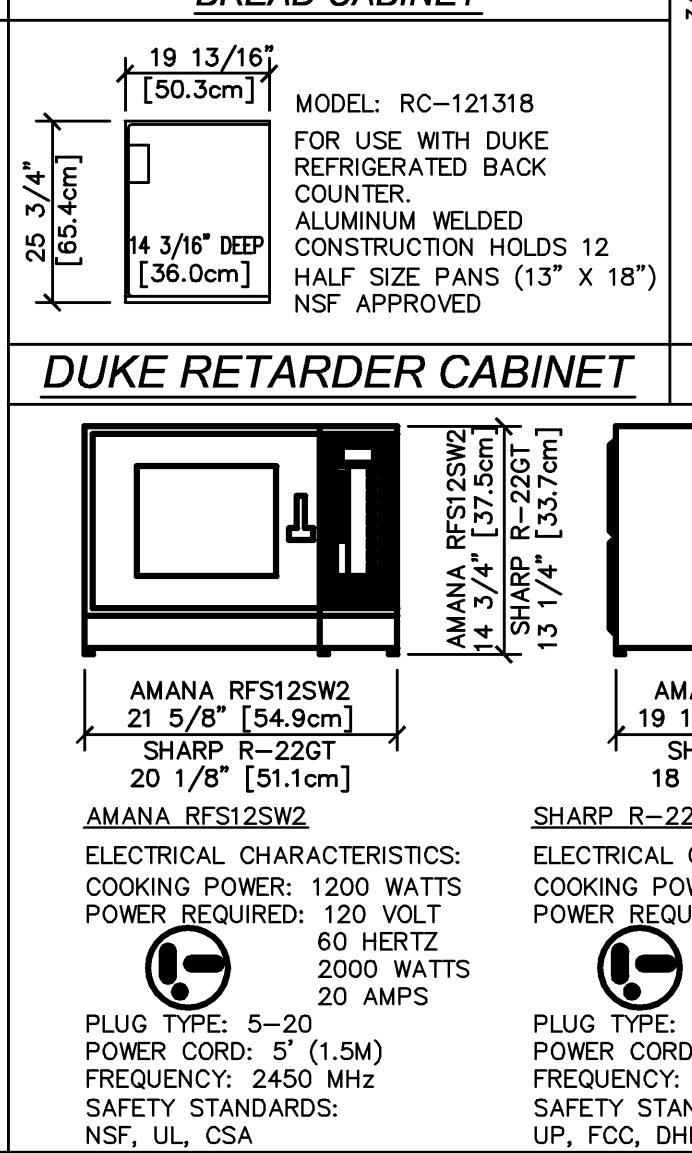 BREAD CABINET
19 13/16"
[50.3cm]
25 3/4"
[65.4cm]
14 3/16" DEEP
[36.0cm]
MODEL: RC-121318
FOR USE WITH DUKE
REFRIGERATED BACK
COUNTER.
ALUMINUM WELDED
CONSTRUCTION HOLDS 12
HALF SIZE PANS (13" X 18")
NSF APPROVED
DUKE RETARDER CABINET
AMANA RFS12SW2
14 3/4" [37.5cm]
SHARP R-22GT
13 1/4" [33.7cm]
AMANA RFS12SW2
21 5/8" [54.9cm]
SHARP R-22GT
20 1/8" [51.1cm]
AMA
19 1
SH
18
AMANA RFS12SW2
ELECTRICAL CHARACTERISTICS:
COOKING POWER: 1200 WATTS
POWER REQUIRED: 120 VOLT
60 HERTZ
2000 WATTS
20 AMPS
PLUG TYPE: 5-20
POWER CORD: 5' (1.5M)
FREQUENCY: 2450 MHz
SAFETY STANDARDS:
NSF, UL, CSA
SHARP R-22
ELECTRICAL
COOKING POW
POWER REQU
PLUG TYPE:
POWER CORD
FREQUENCY:
SAFETY STAN
UP, FCC, DH